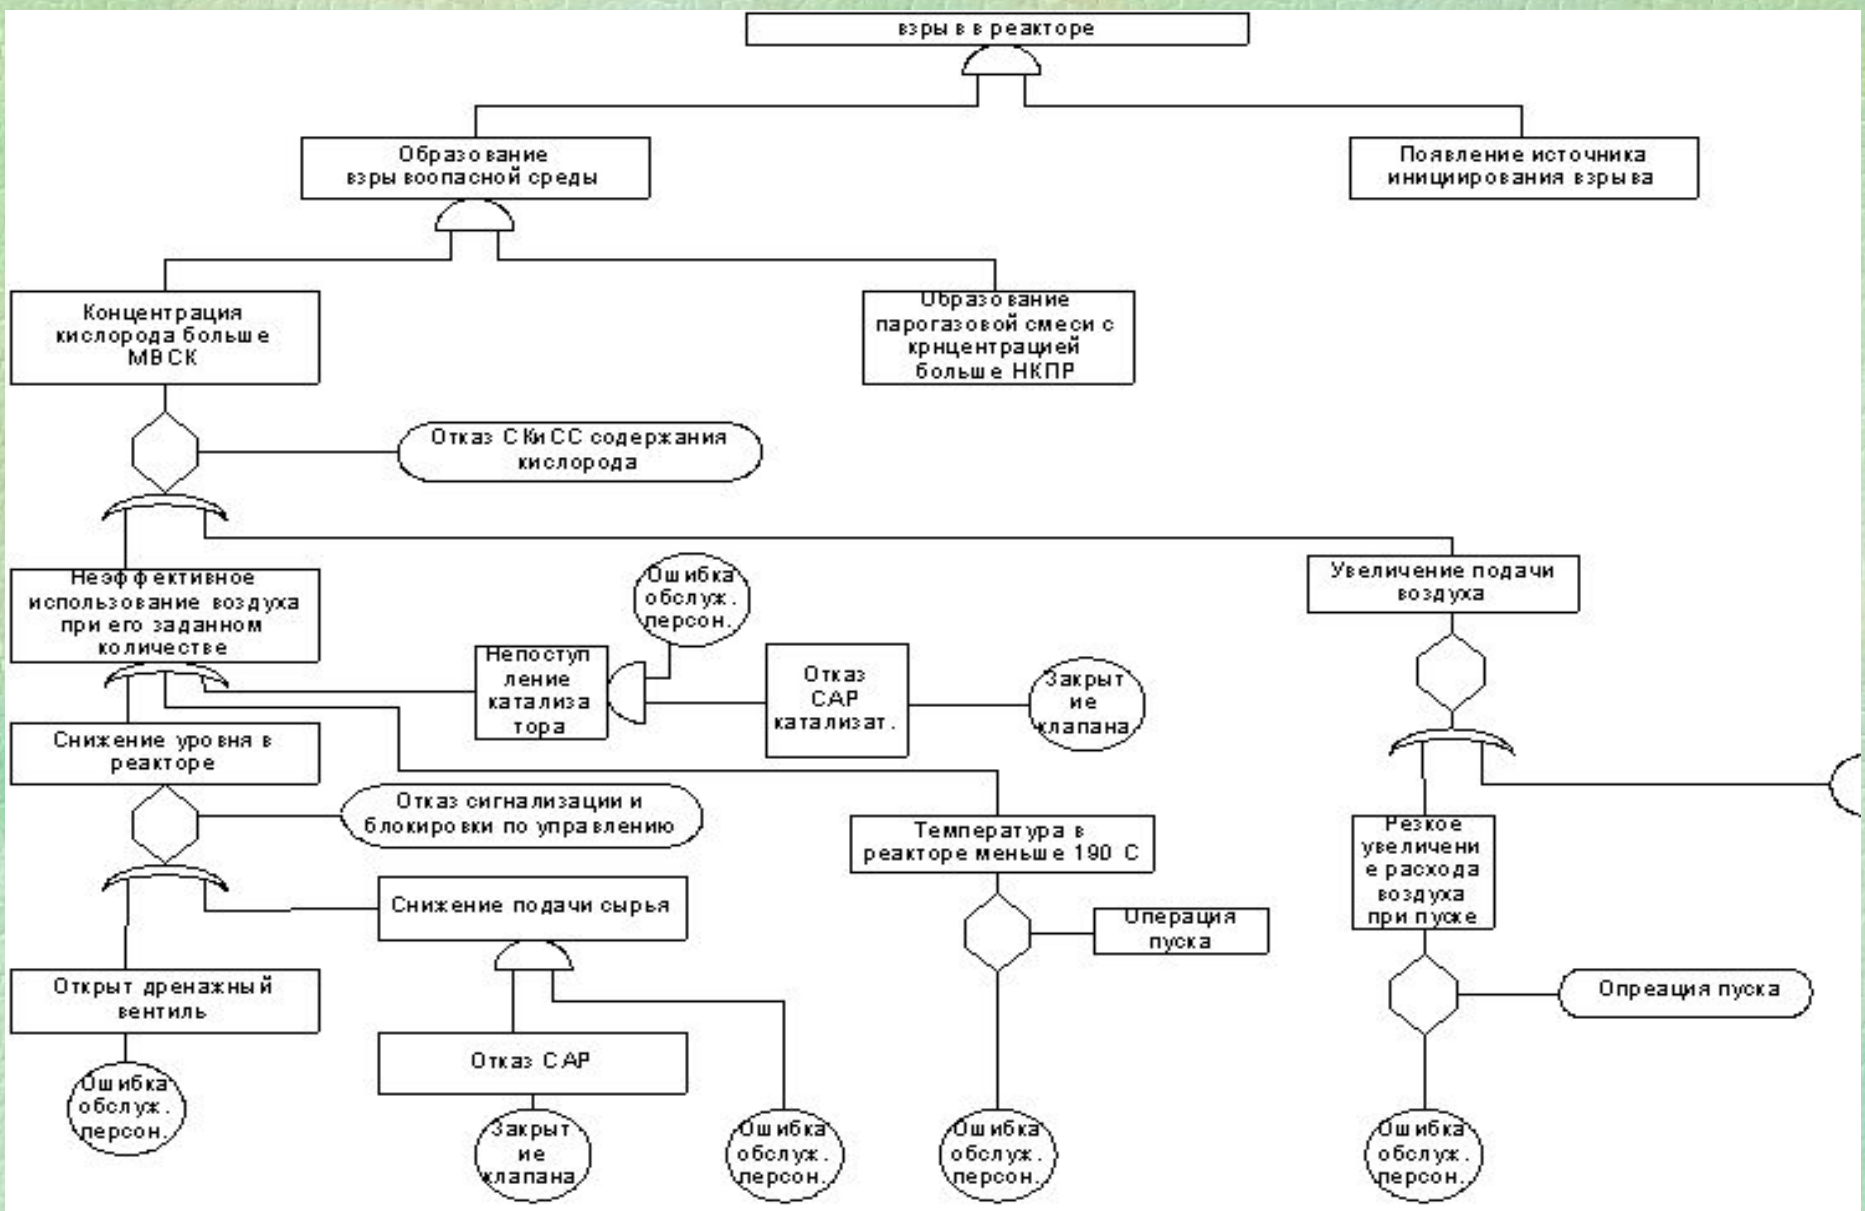 взрыв в реакторе
Образование
взрывоопасной среды
Появление источника
инициирования взрыва
Концентрация
кислорода больше
МВСК
Образование
парогазовой смеси с
крнцентрацией
больше НКПР
Отказ СКиСС содержания
кислорода
Неэффективное
использование воздуха
при его заданном
количестве
Ошибка
обслуж.
персон.
Увеличение подачи
воздуха
Непоступ
ление
катализа
тора
Отказ
САР
катализат.
Закрыт
ие
клапана
Снижение уровня в
реакторе
Отказ сигнализации и
блокировки по управлению
Температура в
реакторе меньше 190 С
Резкое
увеличени
е расхода
воздуха
при пуске
Снижение подачи сырья
Операция
пуска
Открыт дренажный
вентиль
Опреация пуска
Отказ САР
Ошибка
обслуж.
персон.
Закрыт
ие
клапана
Ошибка
обслуж.
персон.
Ошибка
обслуж.
персон.
Ошибка
обслуж.
персон.